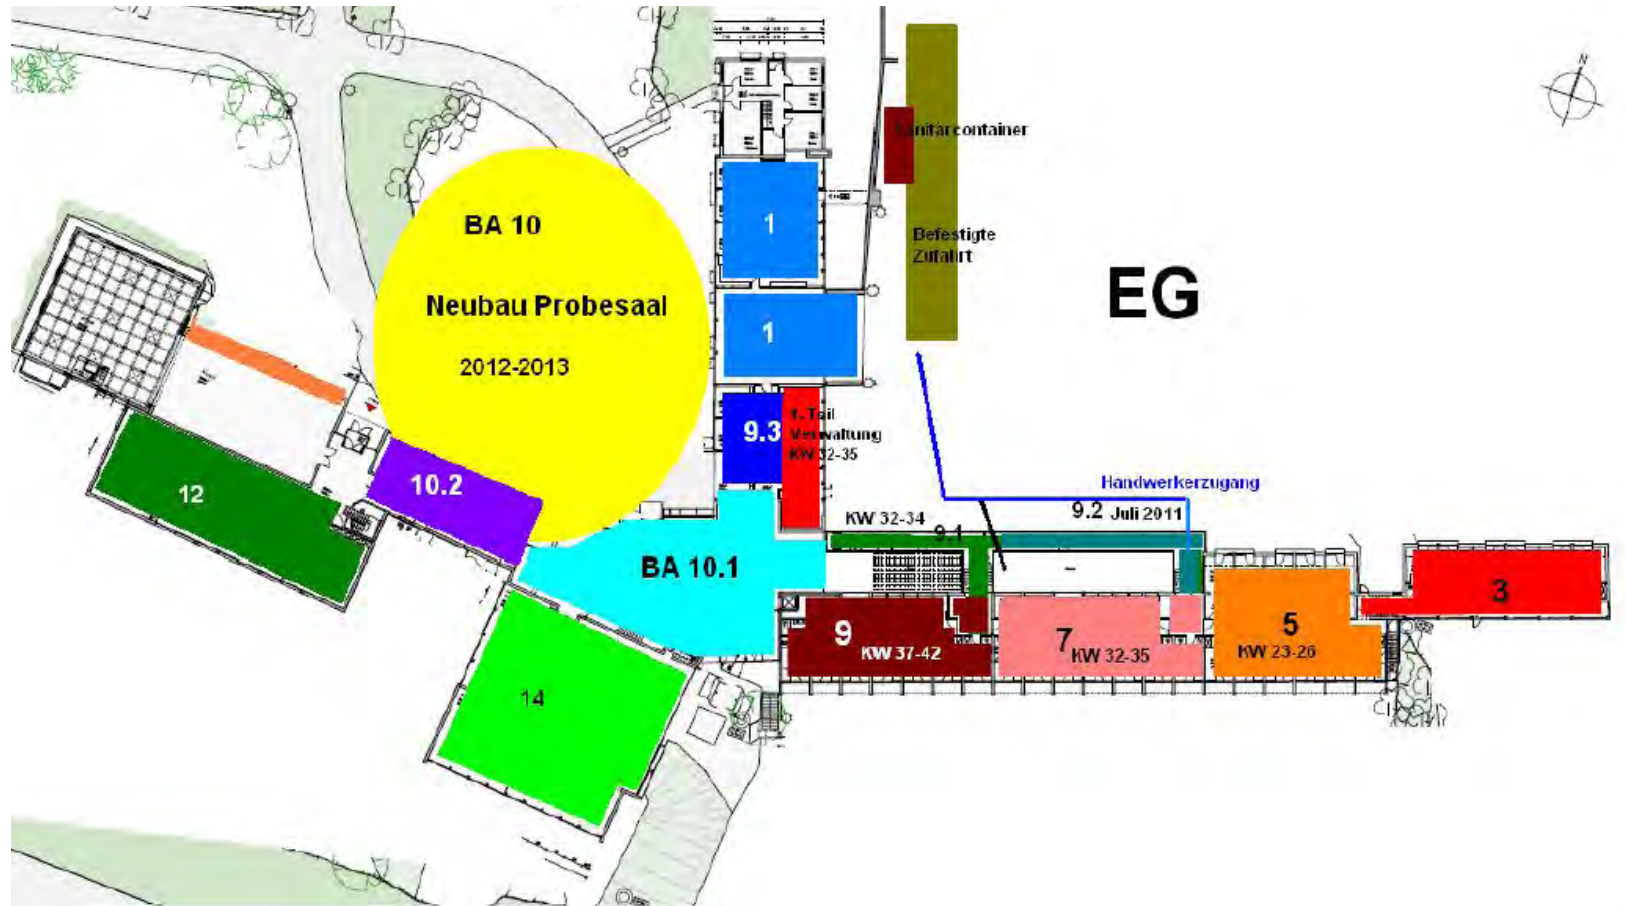 N
Sanitärcontainer
BA 10
1
Befestigte
Zufahrt
EG
Neubau Probesaal
1
2012-2013
1. Teil
9.3
Verwaltung
KW 32-35
10.2
12
Handwerkerzugang
KW 32-34
9.2 Juli 2011
9.1
BA 10.1
3
9
KW 37-42
7
KW 32-35
5
KW 23-26
14